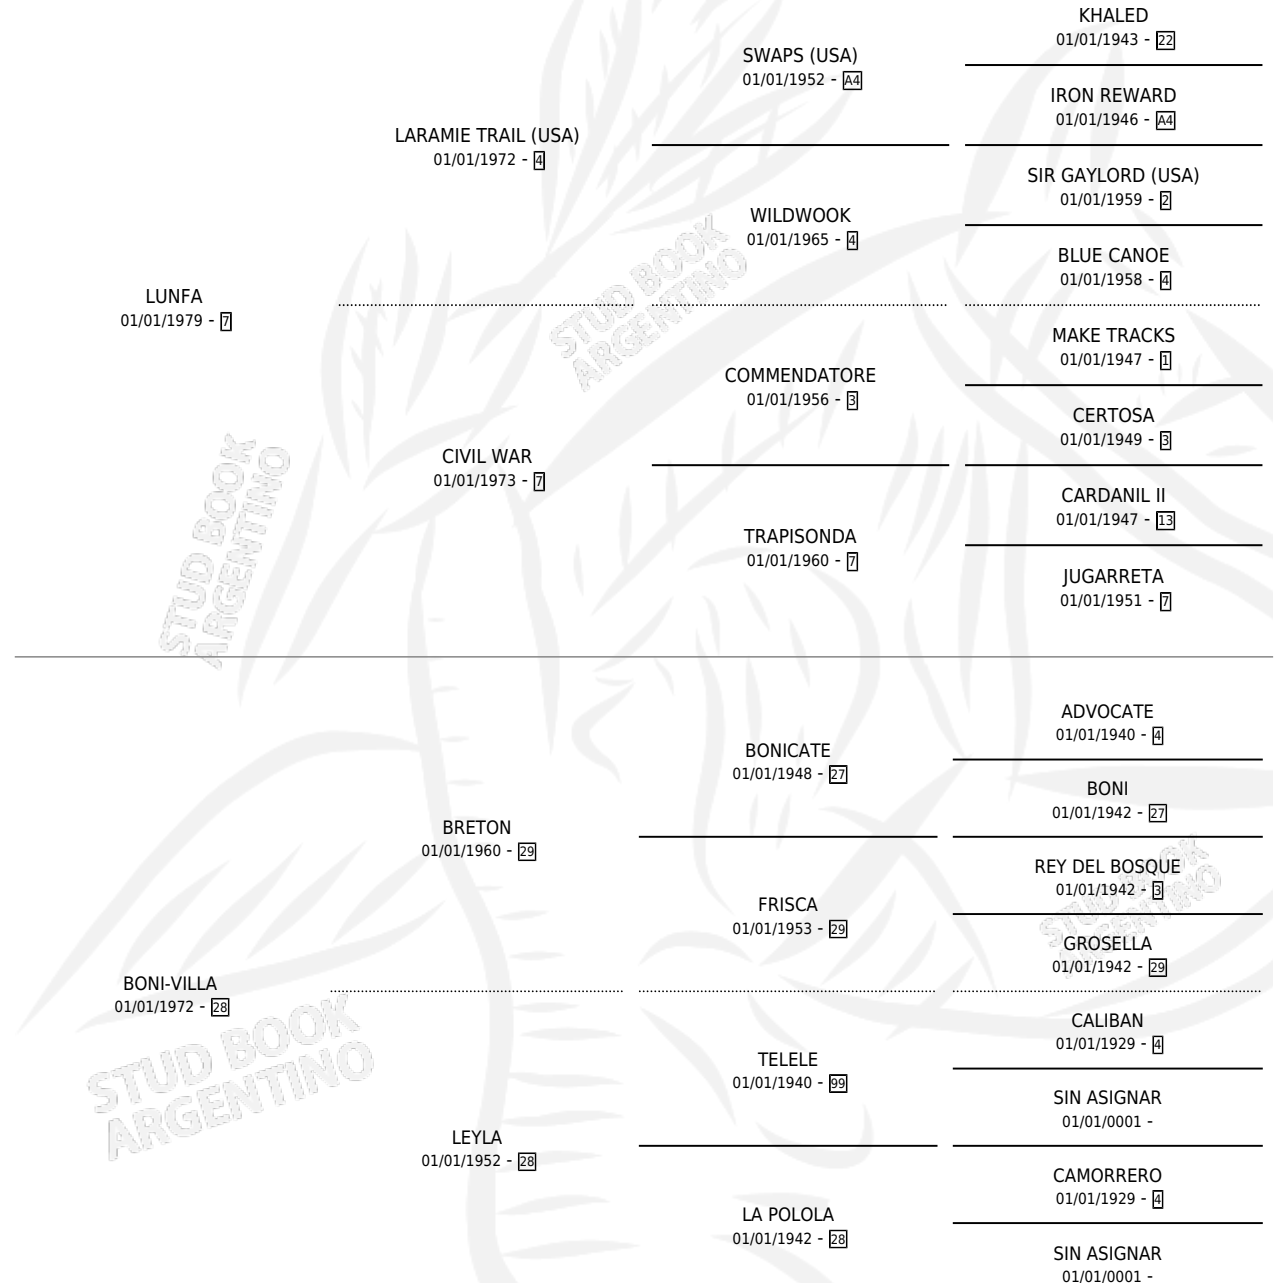 KHALED
01/01/1943 - 22
SWAPS (USA)
01/01/1952 - A4
IRON REWARD
01/01/1946 - A4
LARAMIE TRAIL (USA)
01/01/1972 - 4
SIR GAYLORD (USA)
01/01/1959 - 2
WILDWOOK
01/01/1965 - 4
BLUE CANOE
01/01/1958 - 4
LUNFA
01/01/1979 - 7
MAKE TRACKS
01/01/1947 - 1
COMMENDATORE
01/01/1956 - 3
CERTOSA
01/01/1949 - 3
CIVIL WAR
01/01/1973 - 7
CARDANIL II
01/01/1947 - 13
TRAPISONDA
01/01/1960 - 7
JUGARRETA
01/01/1951 - 7
ADVOCATE
01/01/1940 - 4
BONICATE
01/01/1948 - 27
BONI
01/01/1942 - 27
BRETON
01/01/1960 - 29
REY DEL BOSQUE
01/01/1942 - 3
FRISCA
01/01/1953 - 29
GROSELLA
01/01/1942 - 29
BONI-VILLA
01/01/1972 - 28
CALIBAN
01/01/1929 - 4
TELELE
01/01/1940 - 99
SIN ASIGNAR
01/01/0001 -
LEYLA
01/01/1952 - 28
CAMORRERO
01/01/1929 - 4
LA POLOLA
01/01/1942 - 28
SIN ASIGNAR
01/01/0001 -
STUD BOOK
ARGENTINO
STUD BOOK
ARGENTINO
STUD BOOK
ARGENTINO
STUD BOOK
ARGENTINO